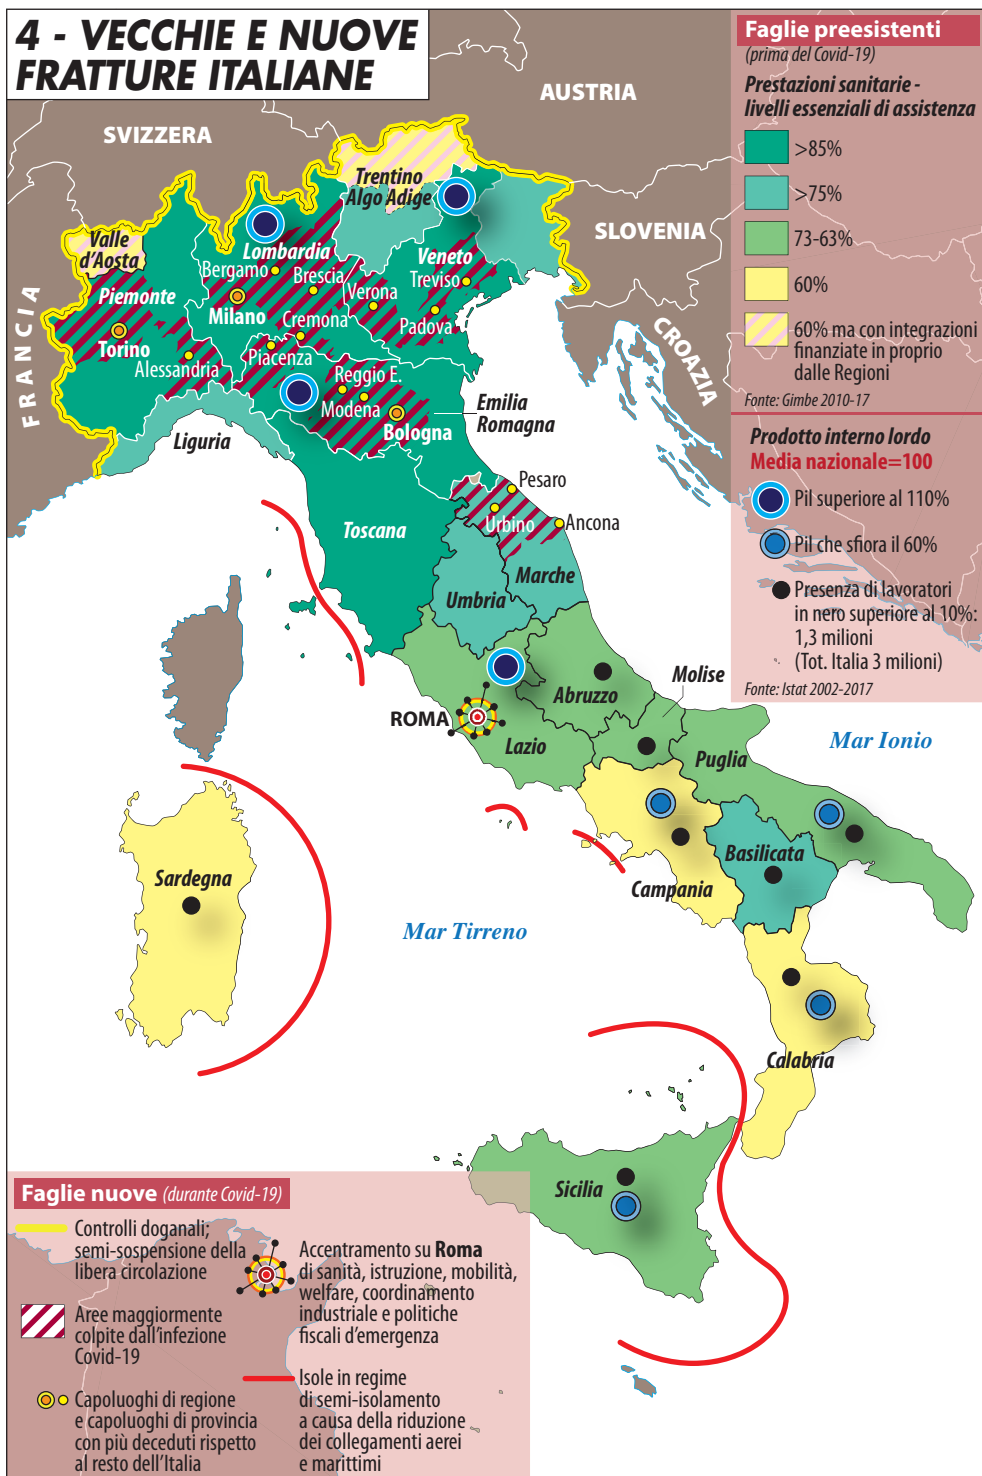 4 - VECCHIE E NUOVE
FRATTURE ITALIANE
Faglie preesistenti
(prima del Covid-19)
Prestazioni sanitarie -
livelli essenziali di assistenza
>85%
>75%
73-63%
60%
60% ma con integrazioni
finanziate in proprio
dalle Regioni
Fonte: Gimbe 2010-17
Prodotto interno lordo
Media nazionale=100
Pil superiore al 110%
Pil che sfiora il 60%
Presenza di lavoratori
in nero superiore al 10%:
1,3 milioni
(Tot. Italia 3 milioni)
Fonte: Istat 2002-2017
AUSTRIA
SVIZZERA
SLOVENIA
CROAZIA
FRANCIA
Trentino
Algo Adige
Valle
d'Aosta
Lombardia
Veneto
Bergamo
Brescia
Treviso
Verona
Piemonte
Milano
Padova
Cremona
Torino
Alessandria
Piacenza
Reggio E.
Modena
Bologna
Emilia
Romagna
Liguria
Pesaro
Urbino
Ancona
Toscana
Marche
Umbria
Molise
Abruzzo
ROMA
Lazio
Puglia
Mar Ionio
Basilicata
Campania
Sardegna
Mar Tirreno
Calabria
Sicilia
Faglie nuove (durante Covid-19)
Controlli doganali;
semi-sospensione della
libera circolazione
Aree maggiormente
colpite dall'infezione
Covid-19
Capoluoghi di regione
e capoluoghi di provincia
con più deceduti rispetto
al resto dell'Italia
Accentramento su Roma
di sanità, istruzione, mobilità,
welfare, coordinamento
industriale e politiche
fiscali d'emergenza
Isole in regime
di semi-isolamento
a causa della riduzione
dei collegamenti aerei
e marittimi